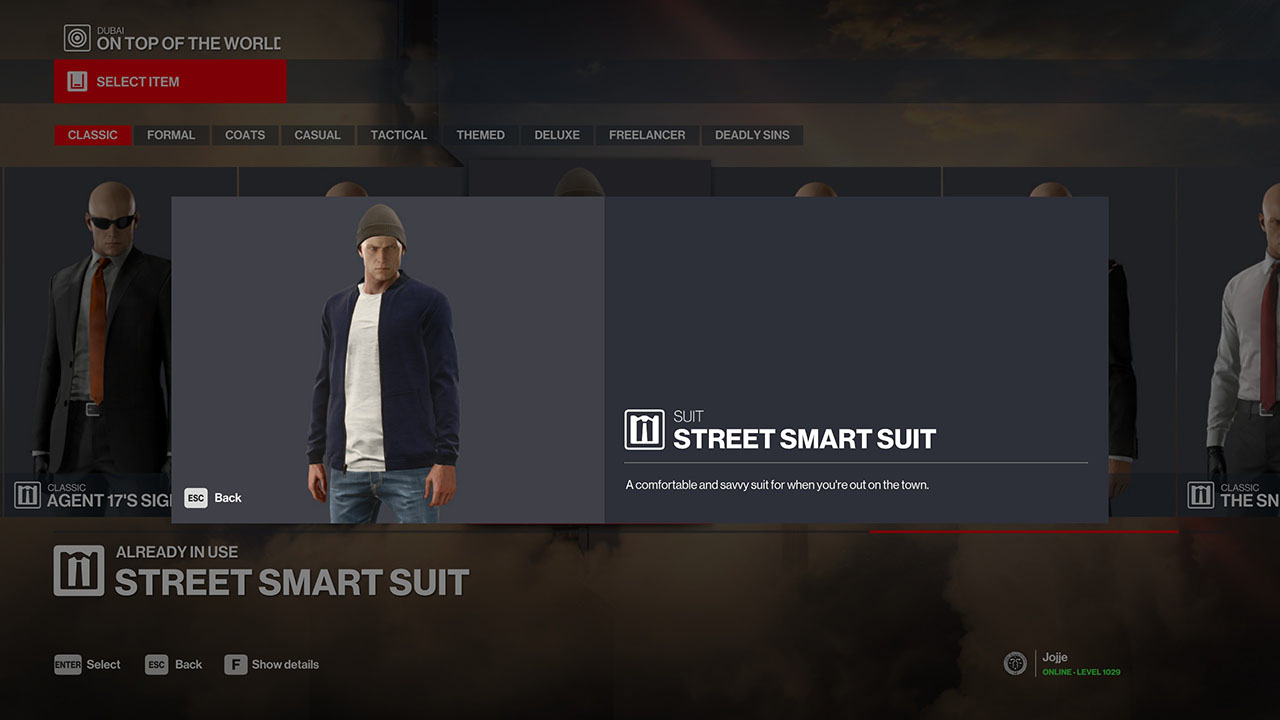 DUBAI
ON TOP OF THE WORLD
SELECT ITEM
CLASSIC FORMAL COATS CASUAL TACTICAL THEMED DELUXE FREELANCER DEADLY SINS
SUIT
STREET SMART SUIT
A comfortable and savvy suit for when you're out on the town.
ESC Back
CLASSIC
AGENT 17'S SIG
CLASSIC
THE SN
ALREADY IN USE
STREET SMART SUIT
ENTER Select ESC Back F Show details
Jojje
ONLINE - LEVEL 1029